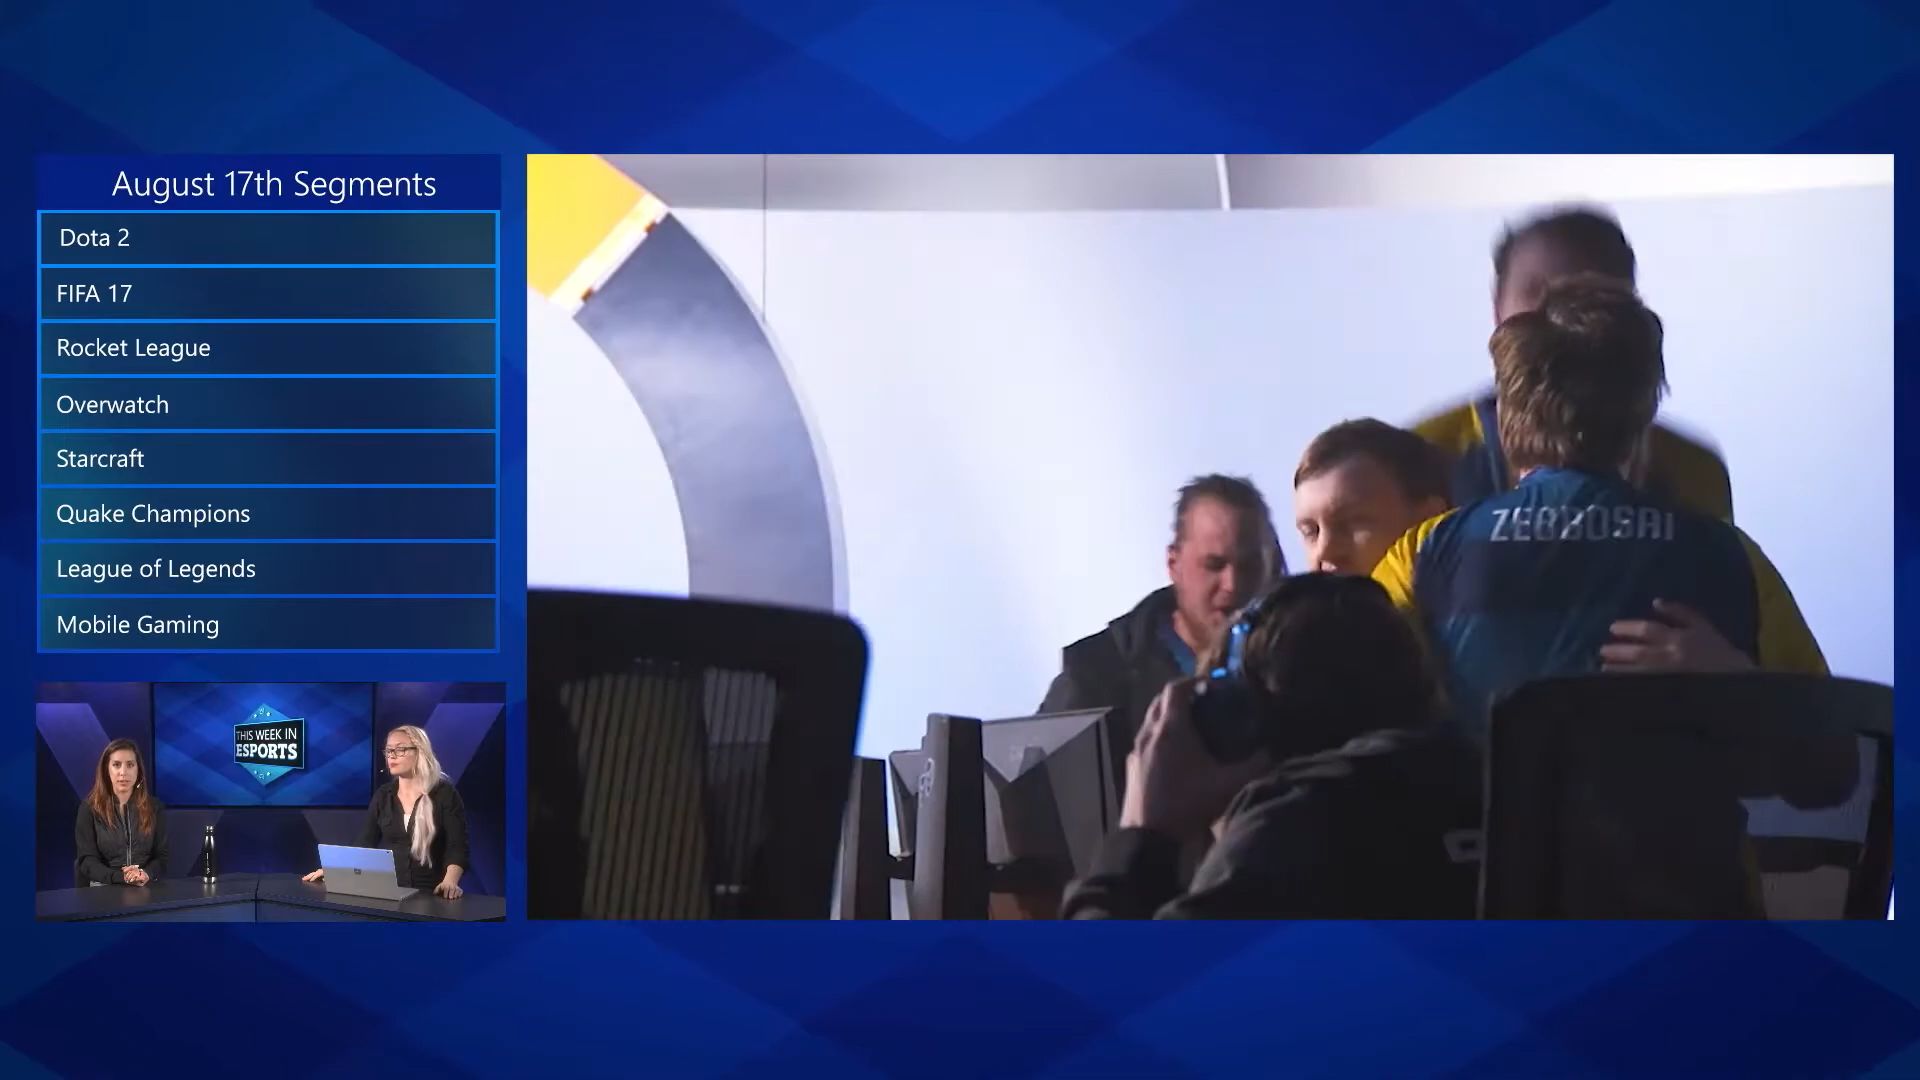 August 17th Segments
Dota 2
FIFA 17
Rocket League
Overwatch
Starcraft
Quake Champions
League of Legends
Mobile Gaming
THIS WEEK IN
ESPORTS
ZEBBOSAI